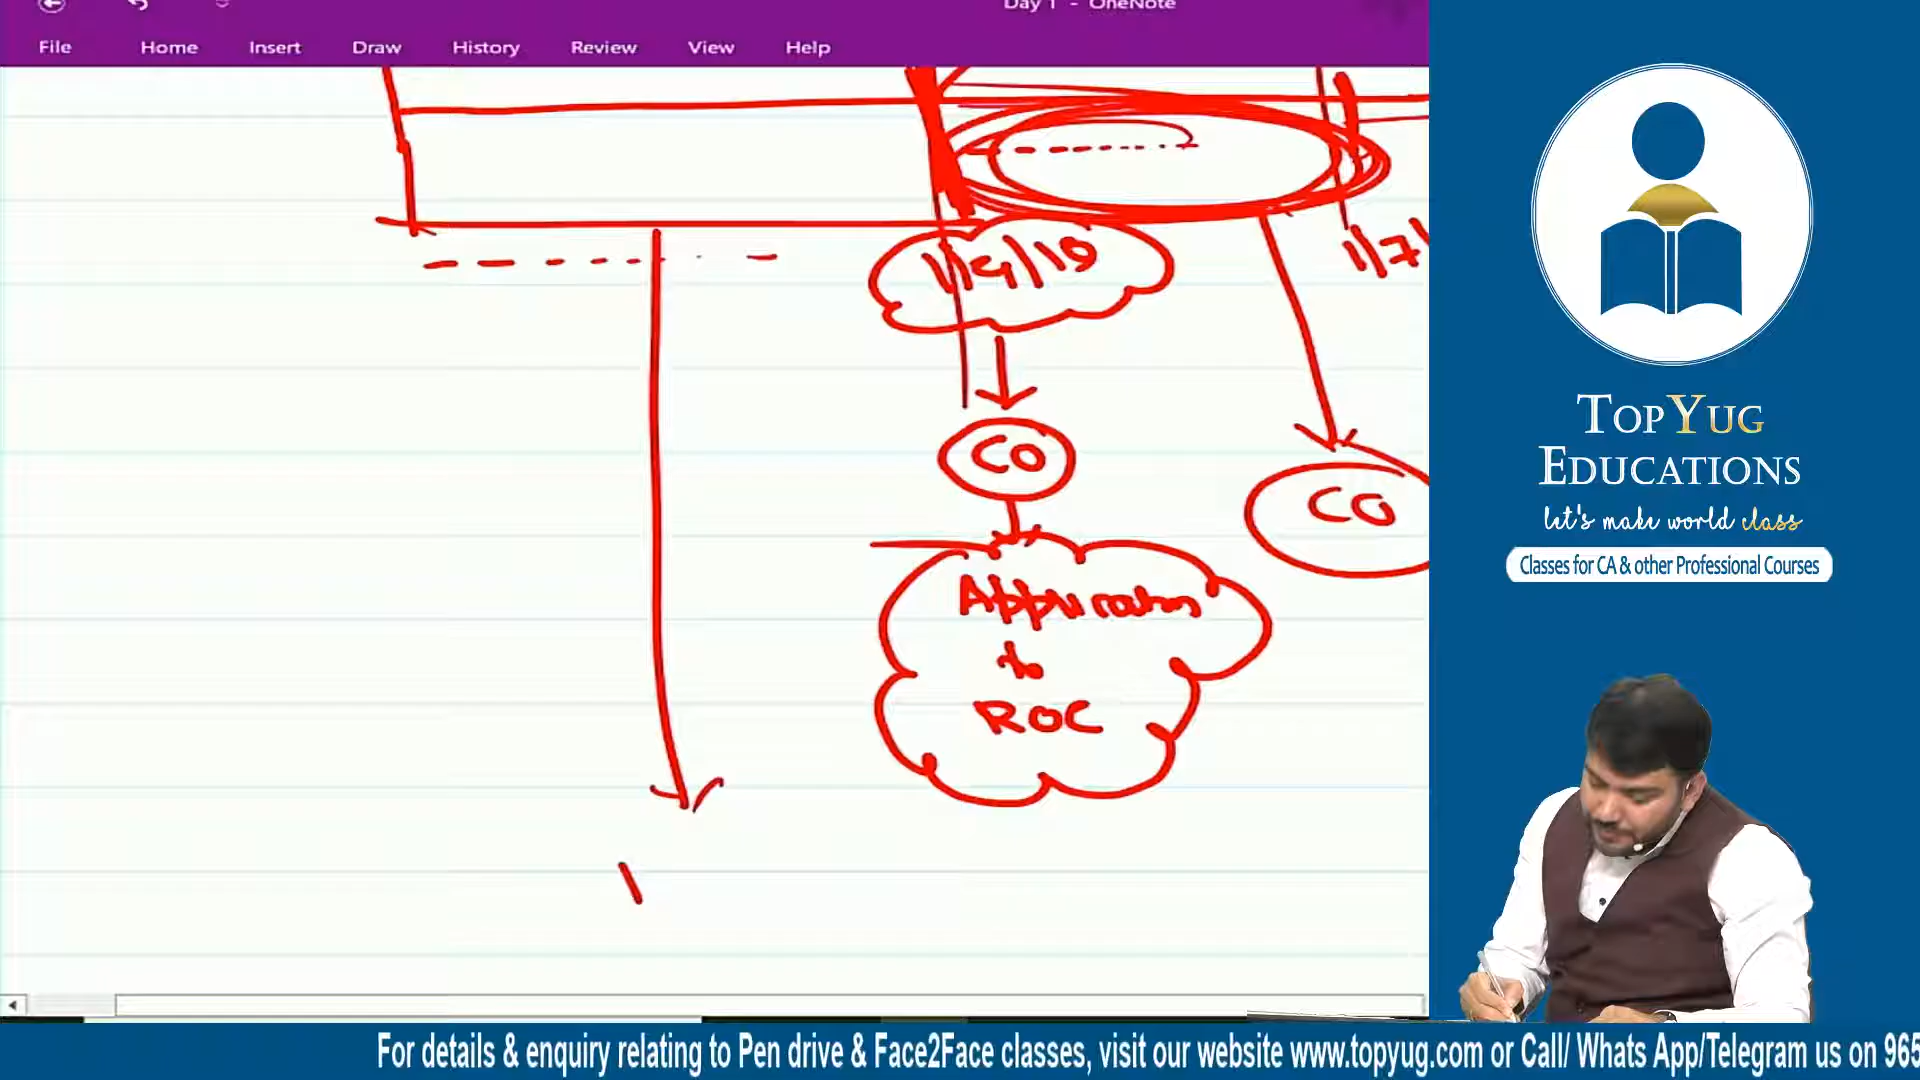 Day 1 - OneNote
File Home Insert Draw History Review View Help
1/4/19
1/7/
CO
CO
to
ROC
TOPYUG
EDUCATIONS
let's make world class
Classes for CA & other Professional Courses
For details & enquiry relating to Pen drive & Face2Face classes, visit our website www.topyug.com or Call/ Whats App/Telegram us on 965